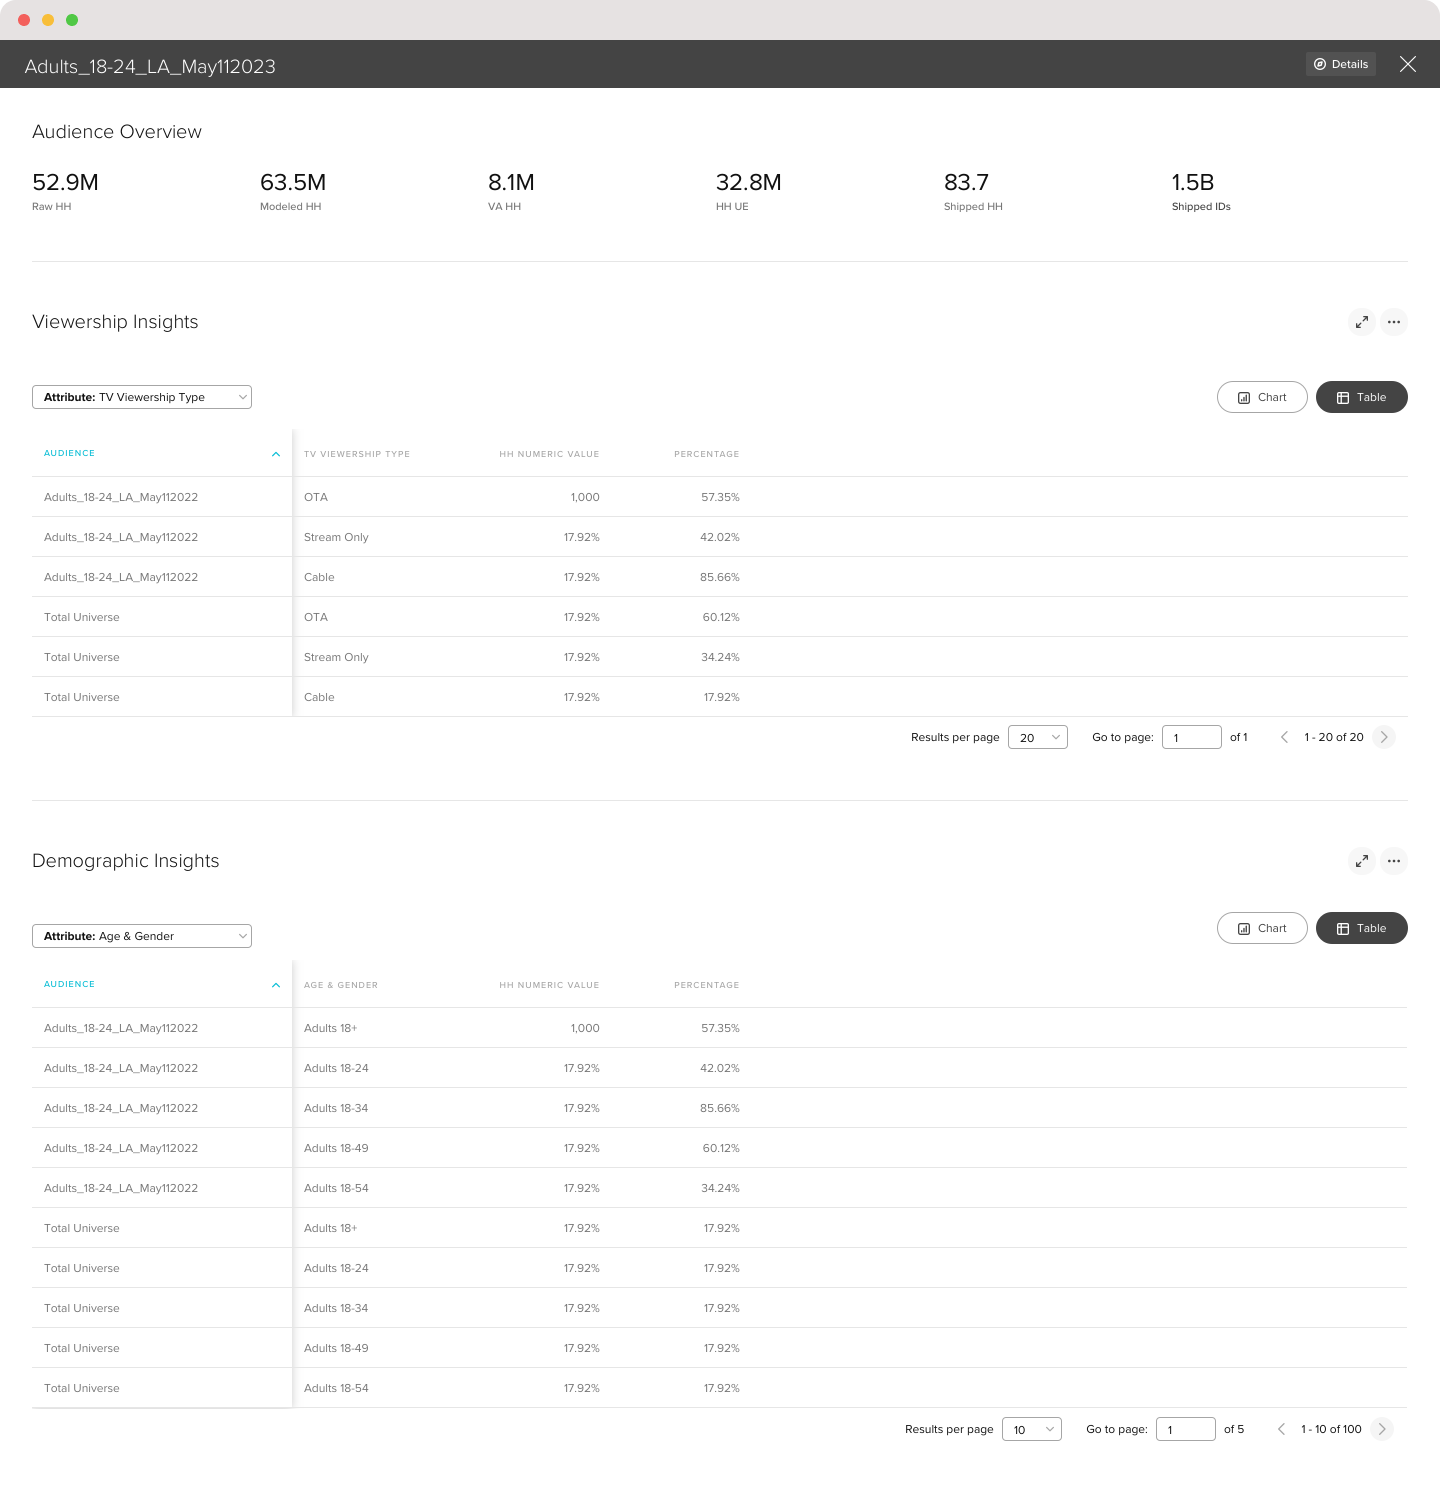 Adults_18-24_LA_May112023 Details
Audience Overview
52.9M 63.5M 8.1M 32.8M 83.7 1.5B
Raw HH Modeled HH VA HH HH UE Shipped HH Shipped IDs
Viewership Insights
Attribute: TV Viewership Type Chart Table
AUDIENCE TV VIEWERSHIP TYPE HH NUMERIC VALUE PERCENTAGE
Adults_18-24_LA_May112022 OTA 1,000 57.35%
Adults_18-24_LA_May112022 Stream Only 17.92% 42.02%
Adults_18-24_LA_May112022 Cable 17.92% 85.66%
Total Universe OTA 17.92% 60.12%
Total Universe Stream Only 17.92% 34.24%
Total Universe Cable 17.92% 17.92%
Results per page 20 Go to page: 1 of 1 1 - 20 of 20
Demographic Insights
Attribute: Age & Gender Chart Table
AUDIENCE AGE & GENDER HH NUMERIC VALUE PERCENTAGE
Adults_18-24_LA_May112022 Adults 18+ 1,000 57.35%
Adults_18-24_LA_May112022 Adults 18-24 17.92% 42.02%
Adults_18-24_LA_May112022 Adults 18-34 17.92% 85.66%
Adults_18-24_LA_May112022 Adults 18-49 17.92% 60.12%
Adults_18-24_LA_May112022 Adults 18-54 17.92% 34.24%
Total Universe Adults 18+ 17.92% 17.92%
Total Universe Adults 18-24 17.92% 17.92%
Total Universe Adults 18-34 17.92% 17.92%
Total Universe Adults 18-49 17.92% 17.92%
Total Universe Adults 18-54 17.92% 17.92%
Results per page 10 Go to page: 1 of 5 1 - 10 of 100